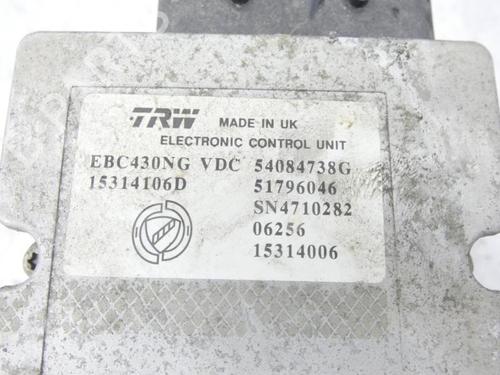 TRW MADE IN UK
ELECTRONIC CONTROL UNIT
EBC430NG VDC 54084738G
15314106D 51796046
SN4710282
06256
15314006